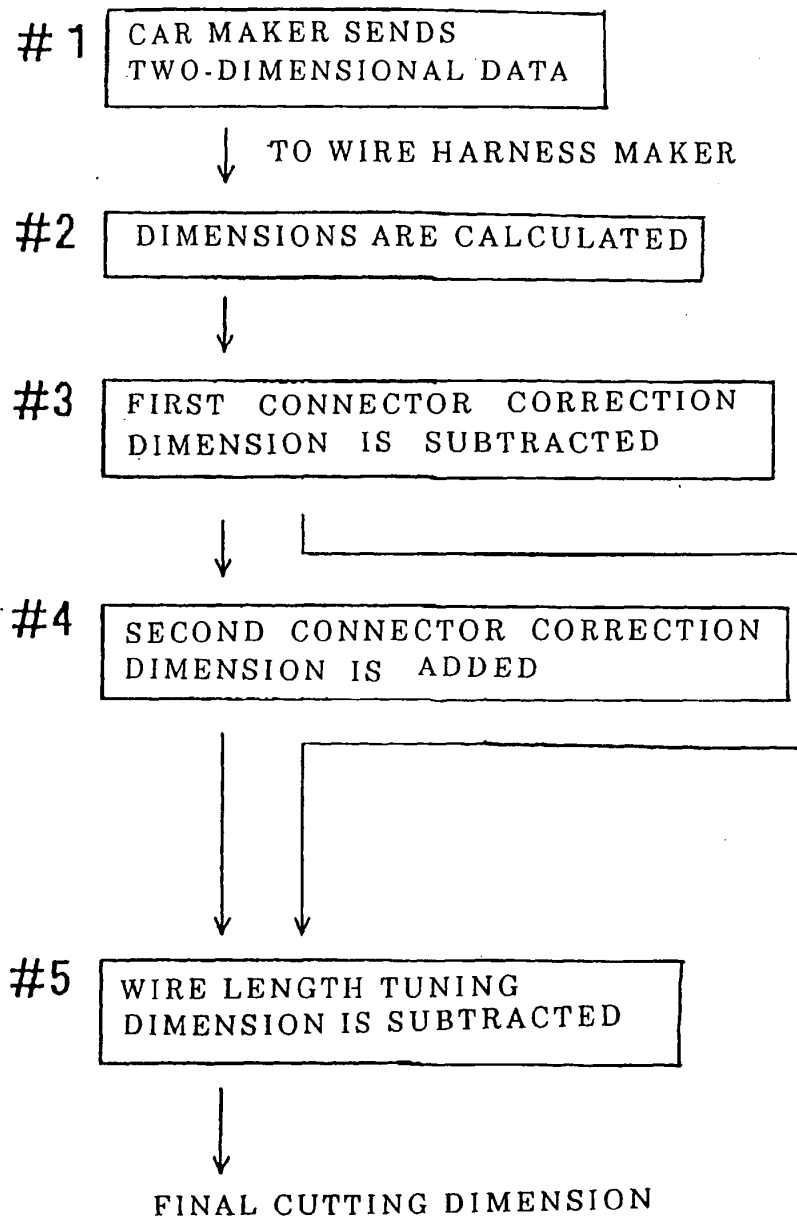 #1 CAR MAKER SENDS
TWO-DIMENSIONAL DATA
TO WIRE HARNESS MAKER
#2 DIMENSIONS ARE CALCULATED
#3 FIRST CONNECTOR CORRECTION
DIMENSION IS SUBTRACTED
#4 SECOND CONNECTOR CORRECTION
DIMENSION IS ADDED
#5 WIRE LENGTH TUNING
DIMENSION IS SUBTRACTED
FINAL CUTTING DIMENSION